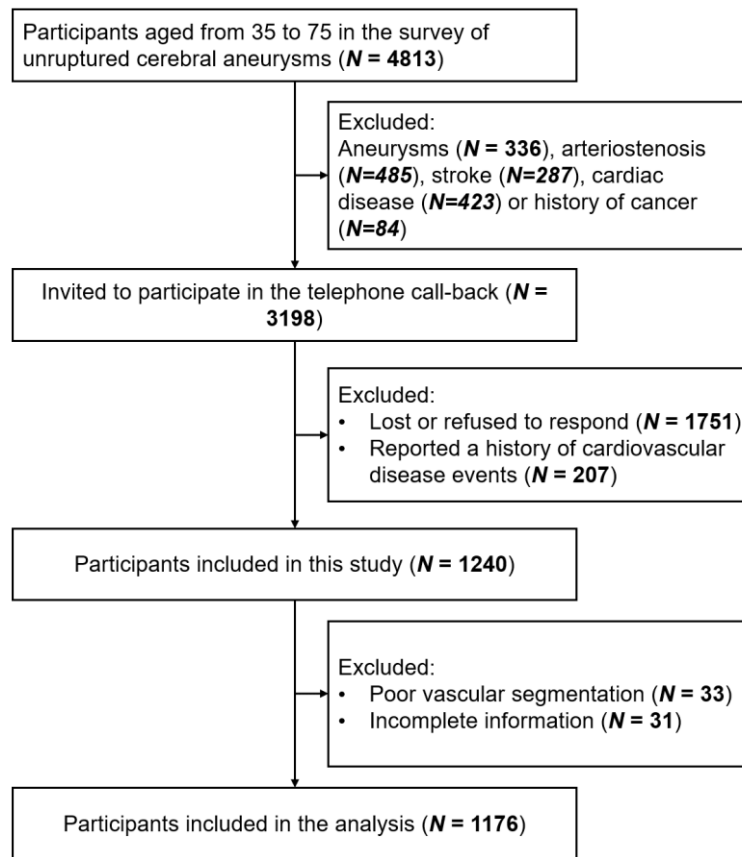 Participants aged from 35 to 75 in the survey of
unruptured cerebral aneurysms (N = 4813)
Excluded:
Aneurysms (N = 336), arteriostenosis
(N=485), stroke (N=287), cardiac
disease (N=423) or history of cancer
(N=84)
Invited to participate in the telephone call-back (N =
3198)
Excluded:
• Lost or refused to respond (N = 1751)
• Reported a history of cardiovascular
disease events (N = 207)
Participants included in this study (N = 1240)
Excluded:
• Poor vascular segmentation (N = 33)
• Incomplete information (N = 31)
Participants included in the analysis (N = 1176)